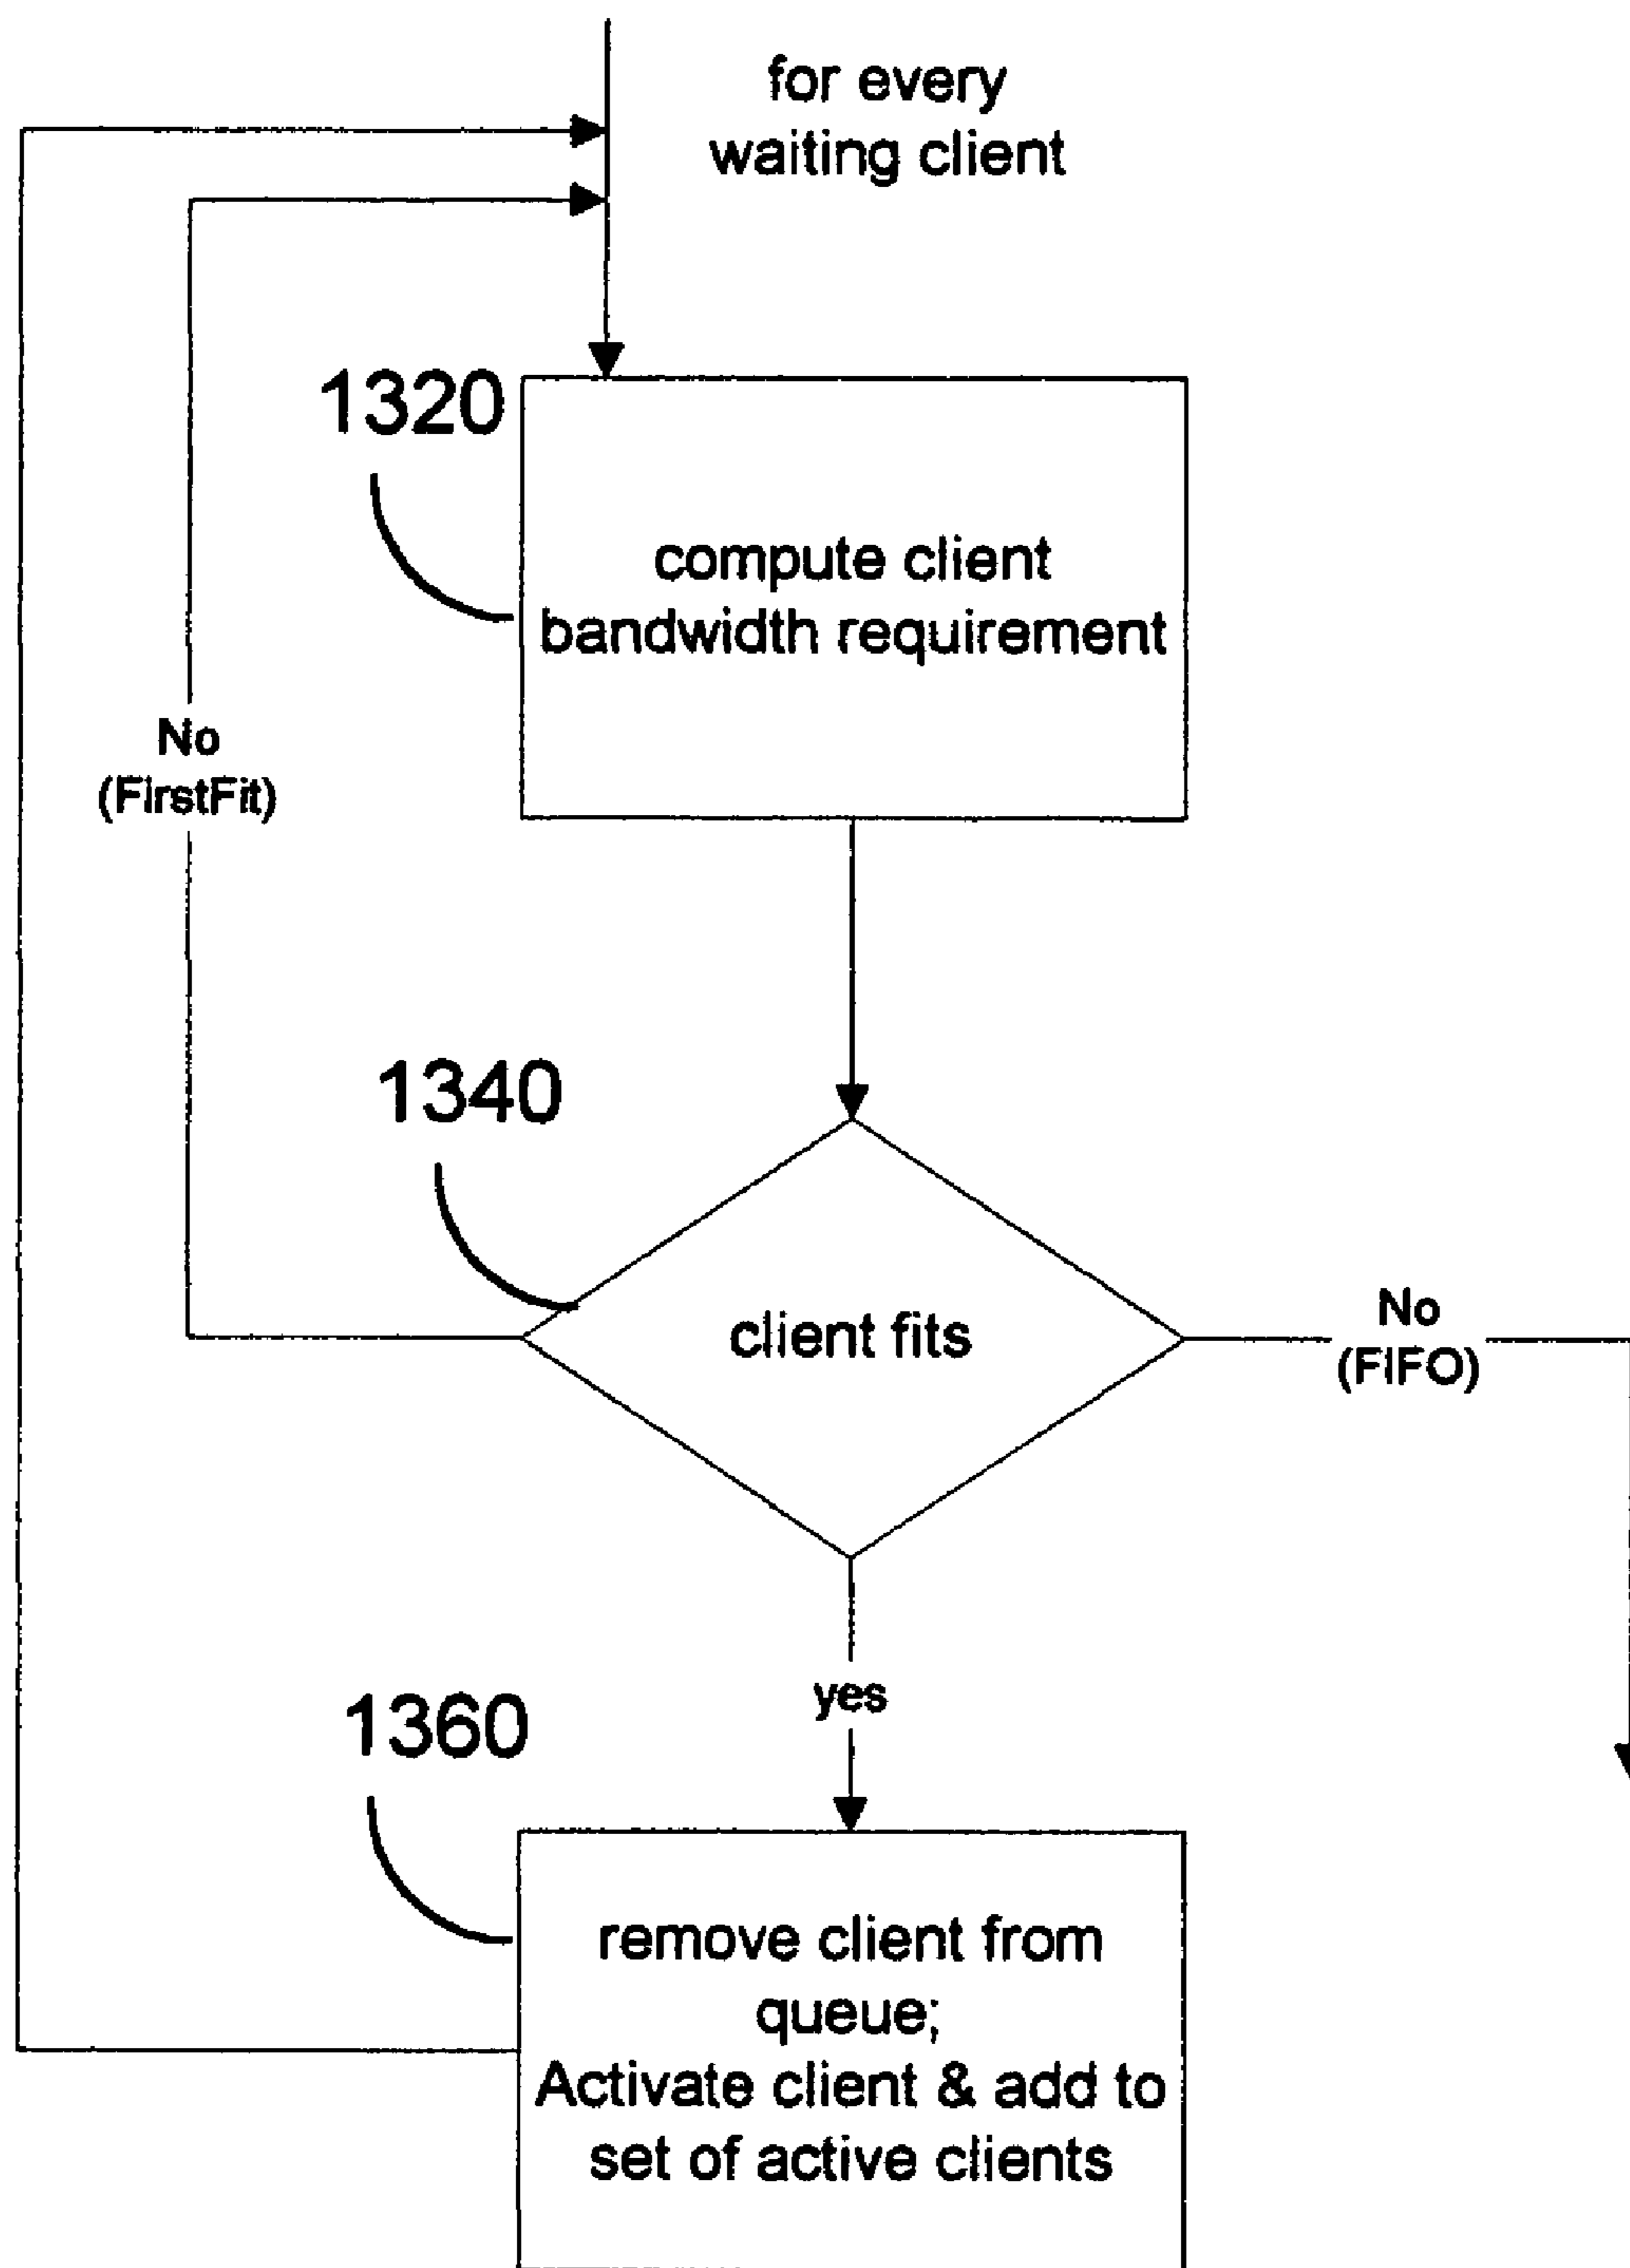 for every
waiting client
1320
compute client
bandwidth requirement
No
(FirstFit)
1340
client fits
No
(FIFO)
yes
1360
remove client from
queue;
Activate client & add to
set of active clients